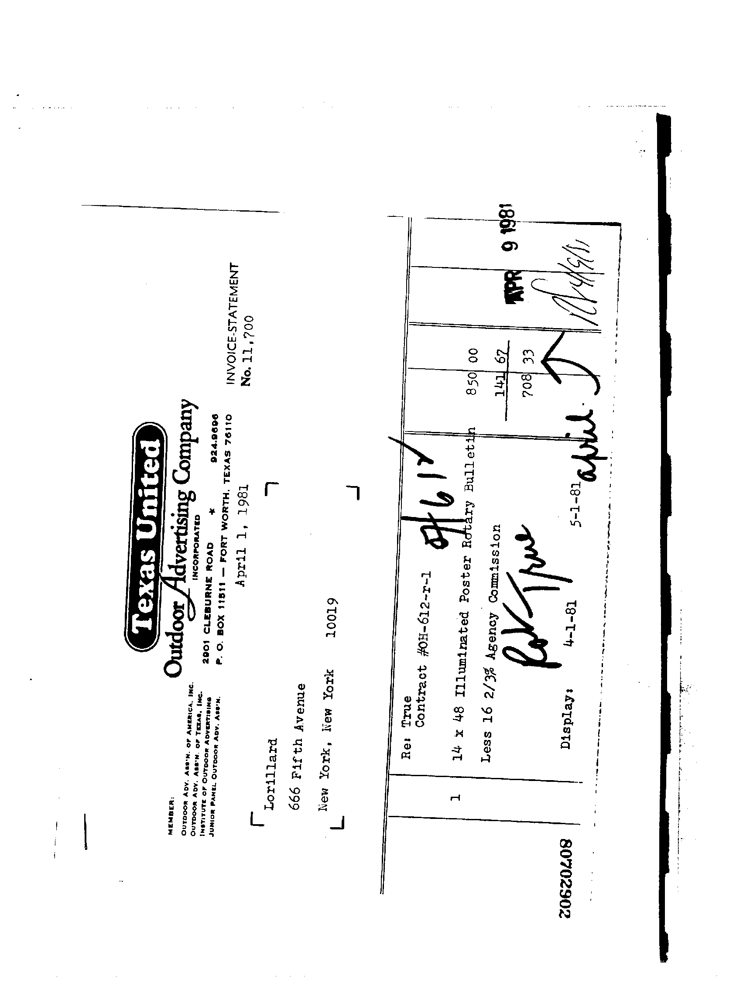 Texas United
Outdoor Advertising Company
INCORPORATED
2901 CLEBURNE ROAD * 924-9696
P. O. BOX 11511 — FORT WORTH, TEXAS 76110
MEMBER:
OUTDOOR ADV. ASS'N. OF AMERICA, INC.
OUTDOOR ADV. ASS'N. OF TEXAS, INC.
INSTITUTE OF OUTDOOR ADVERTISING
JUNIOR PANEL OUTDOOR ADV. ASS'N.
April 1, 1981
INVOICE-STATEMENT
No. 11,700
Lorillard
666 Fifth Avenue
New York, New York 10019
Re: True
Contract #OH-612-r-1
612
1 14 x 48 Illuminated Poster Rotary Bulletin 850 00
Less 16 2/3% Agency Commission 141 67
708 33
Rot True
Display: 4-1-81 5-1-81
april
APR 9 1981
80702902